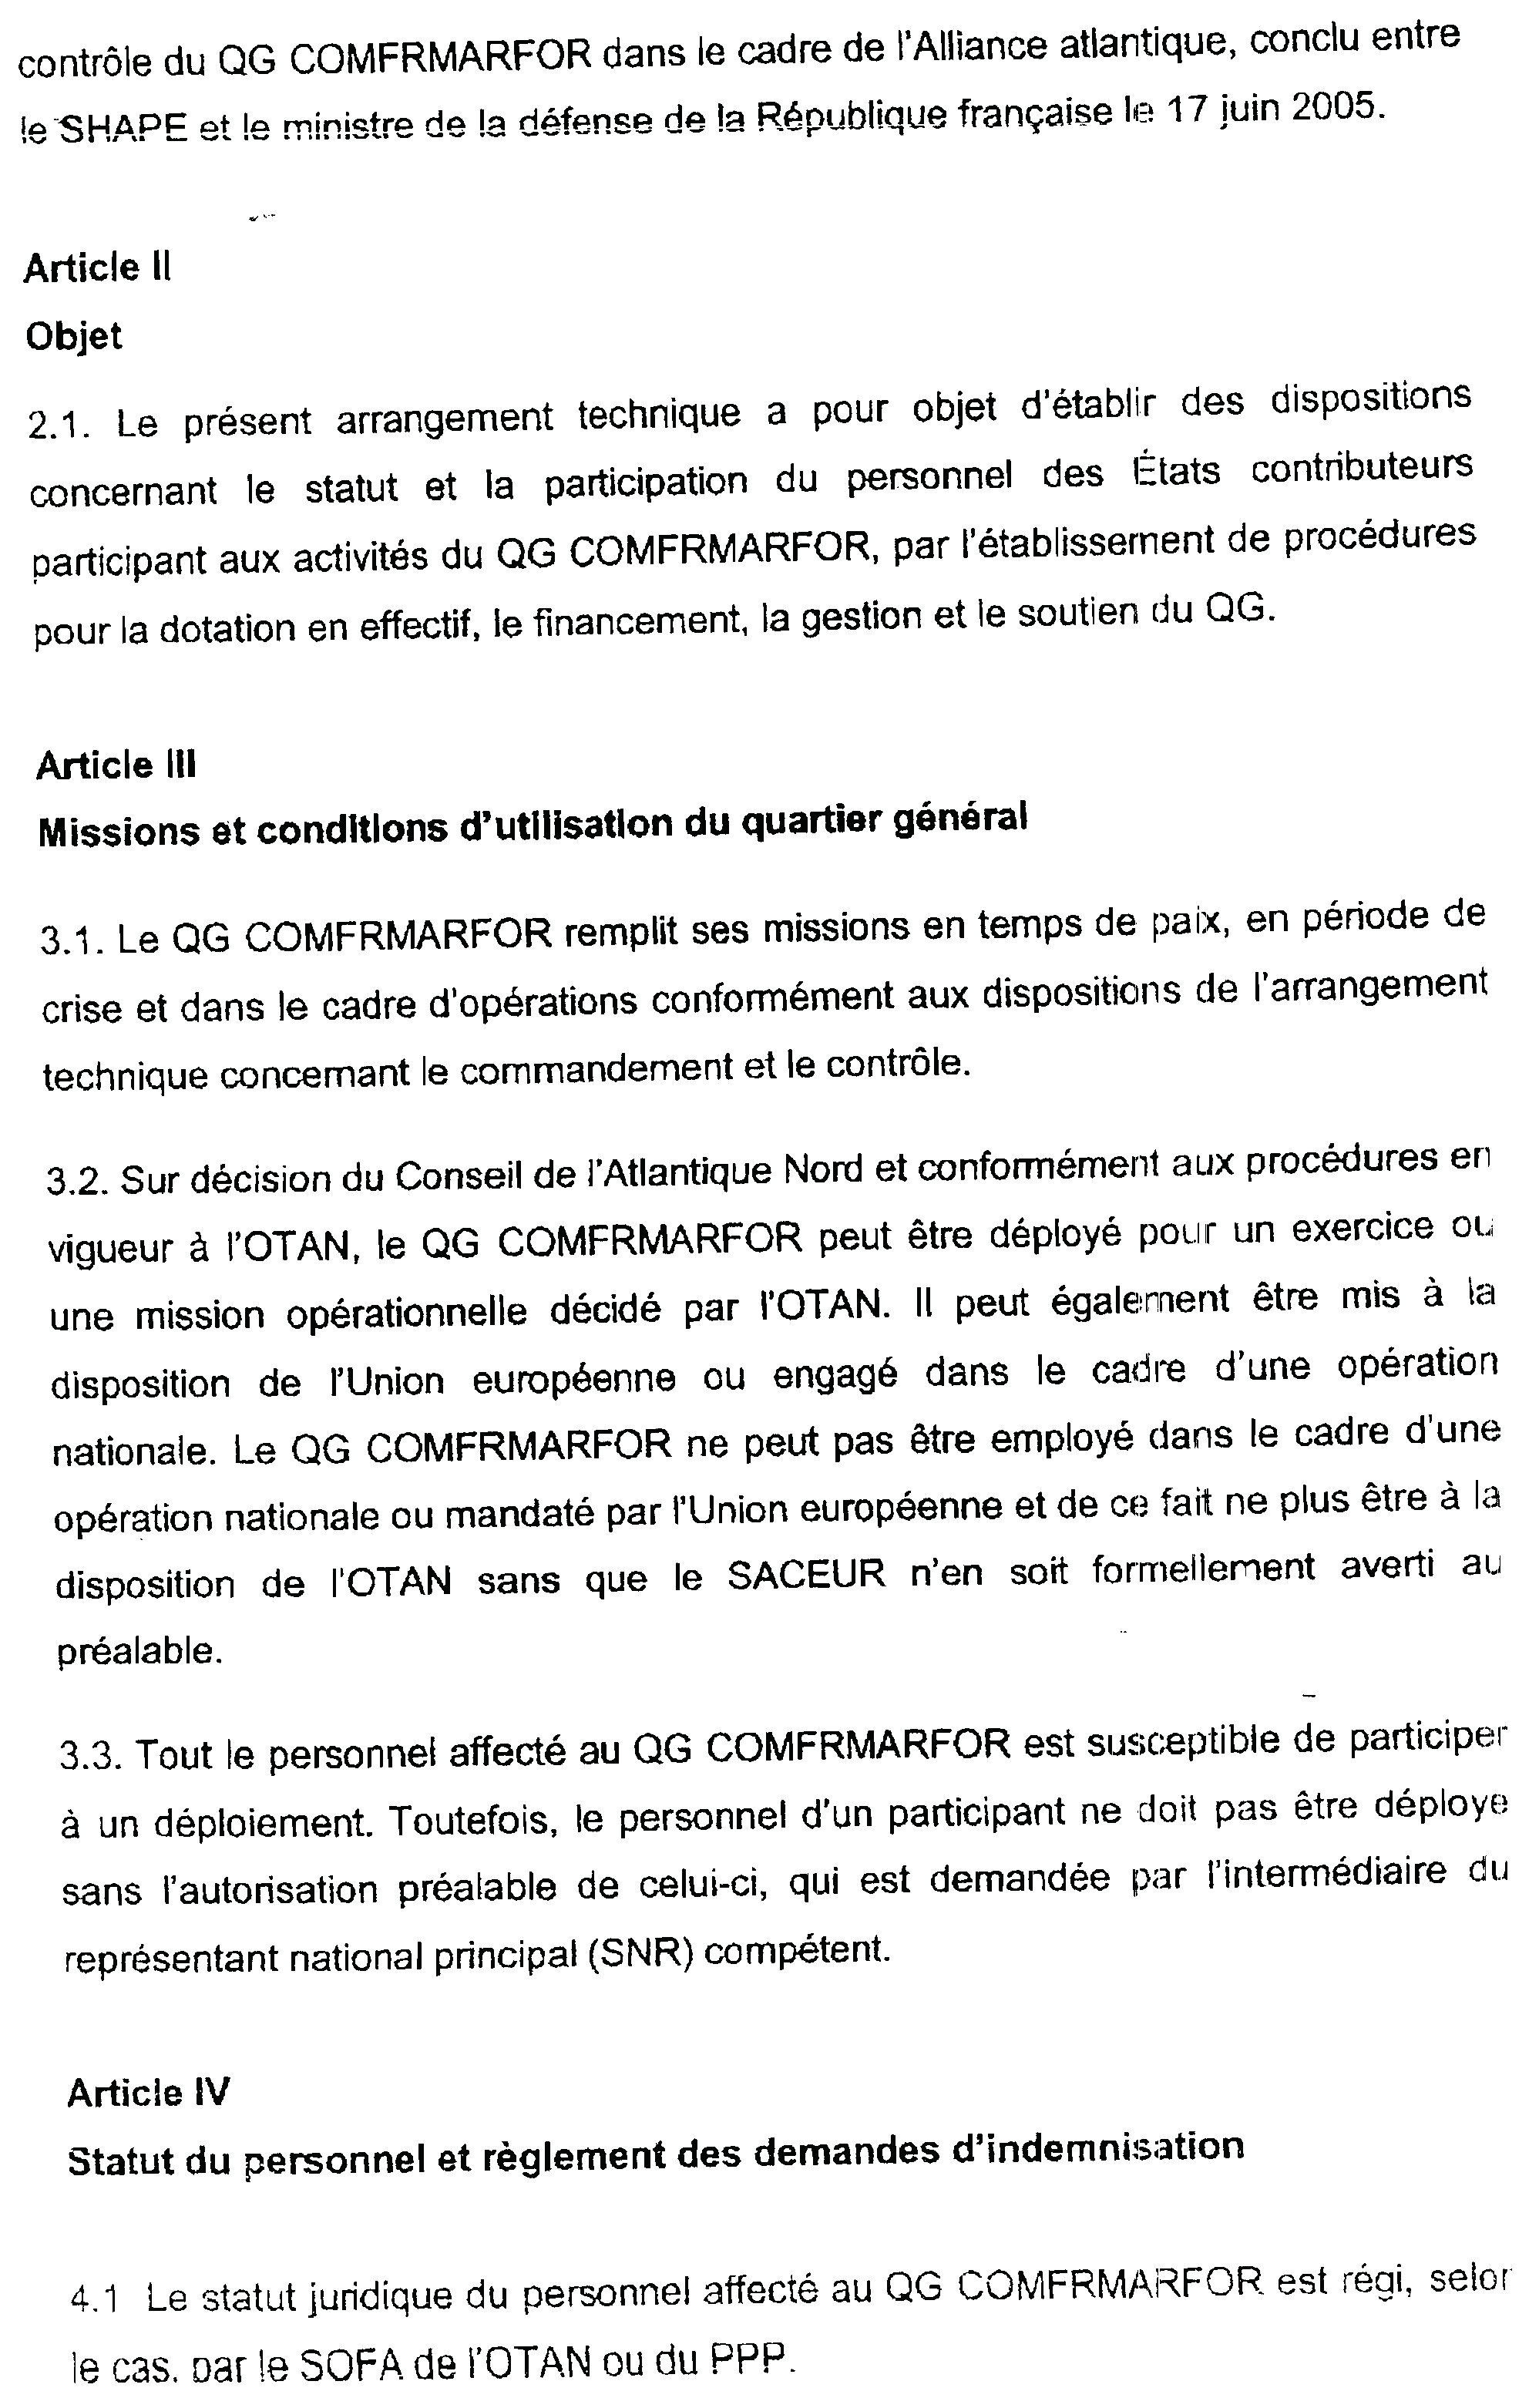 contrôle du QG COMFRMARFOR dans le cadre de l'Alliance atlantique, conclu entre
le SHAPE et le ministre de la défense de la République française le 17 juin 2005.
Article II
Objet
2.1. Le présent arrangement technique a pour objet d'établir des dispositions
concernant le statut et la participation du personnel des États contributeurs
participant aux activités du QG COMFRMARFOR, par l'établissement de procédures
pour la dotation en effectif, le financement, la gestion et le soutien du QG.
Article III
Missions et conditions d'utilisation du quartier général
3.1. Le QG COMFRMARFOR remplit ses missions en temps de paix, en période de
crise et dans le cadre d'opérations conformément aux dispositions de l'arrangement
technique concernant le commandement et le contrôle.
3.2. Sur décision du Conseil de l'Atlantique Nord et conformément aux procédures en
vigueur à l'OTAN, le QG COMFRMARFOR peut être déployé pour un exercice ou
une mission opérationnelle décidé par l'OTAN. Il peut également être mis à la
disposition de l'Union européenne ou engagé dans le cadre d'une opération
nationale. Le QG COMFRMARFOR ne peut pas être employé dans le cadre d'une
opération nationale ou mandaté par l'Union européenne et de ce fait ne plus être à la
disposition de l'OTAN sans que le SACEUR n'en soit formellement averti au
préalable.
3.3. Tout le personnel affecté au QG COMFRMARFOR est susceptible de participer
à un déploiement. Toutefois, le personnel d'un participant ne doit pas être déployé
sans l'autorisation préalable de celui-ci, qui est demandée par l'intermédiaire du
représentant national principal (SNR) compétent.
Article IV
Statut du personnel et règlement des demandes d'indemnisation
4.1 Le statut juridique du personnel affecté au QG COMFRMARFOR est régi, selon
le cas, par le SOFA de l'OTAN ou du PPP.